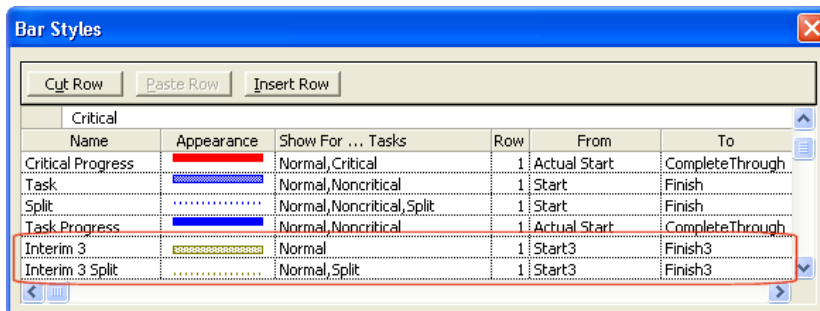 Bar Styles
Cut Row Paste Row Insert Row
Critical
Name Appearance Show For ... Tasks Row From To
Critical Progress Normal,Critical 1 Actual Start CompleteThrough
Task Normal,Noncritical 1 Start Finish
Split Normal,Noncritical,Split 1 Start Finish
Task Progress Normal,Noncritical 1 Actual Start CompleteThrough
Interim 3 Normal 1 Start3 Finish3
Interim 3 Split Normal,Split 1 Start3 Finish3